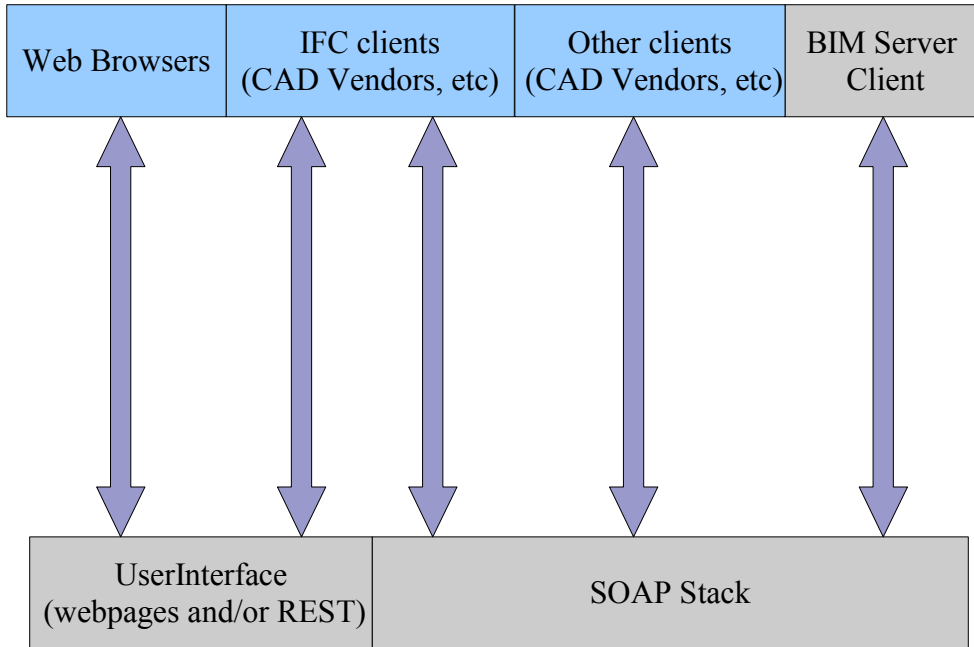 Web Browsers
IFC clients
(CAD Vendors, etc)
Other clients
(CAD Vendors, etc)
BIM Server
Client
UserInterface
(webpages and/or REST)
SOAP Stack